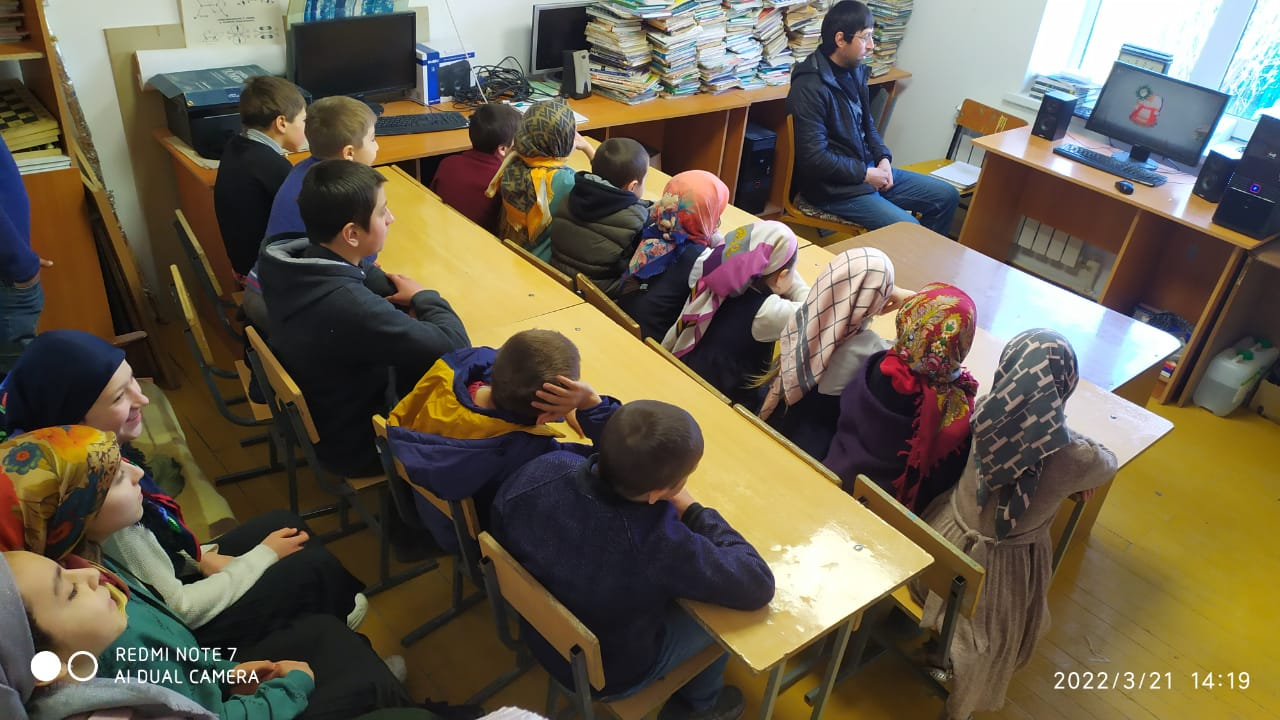 REDMI NOTE 7
AI DUAL CAMERA
2022/3/21 14:19